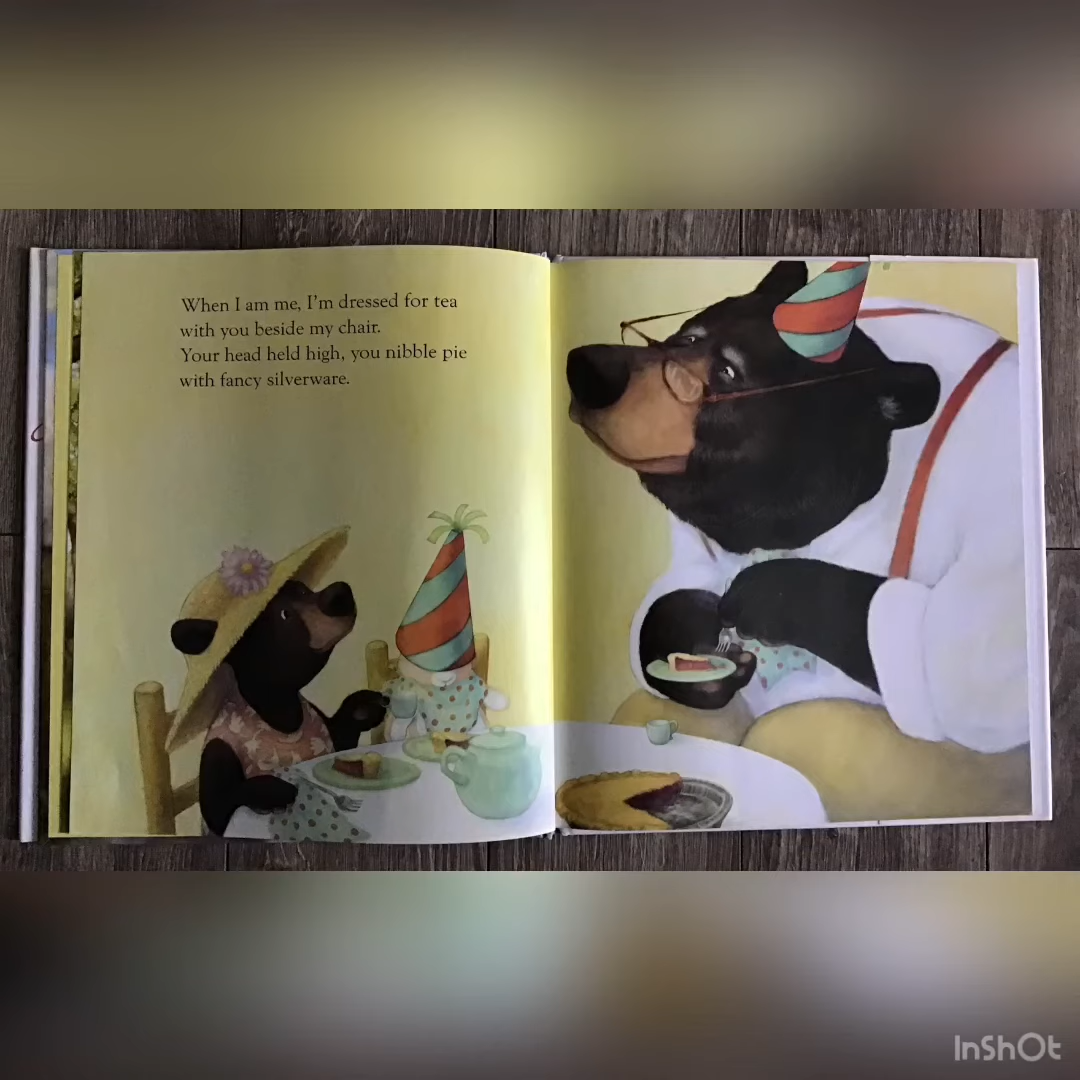 When I am me, I'm dressed for tea
with you beside my chair.
Your head held high, you nibble pie
with fancy silverware.
InShOt